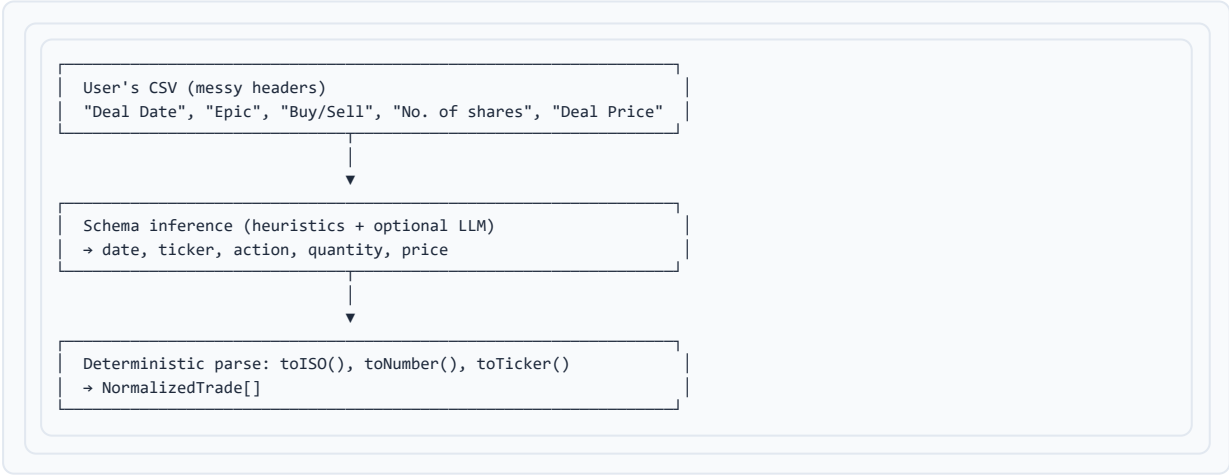 User's CSV (messy headers)
"Deal Date", "Epic", "Buy/Sell", "No. of shares", "Deal Price"
Schema inference (heuristics + optional LLM)
→ date, ticker, action, quantity, price
Deterministic parse: toISO(), toNumber(), toTicker()
→ NormalizedTrade[]